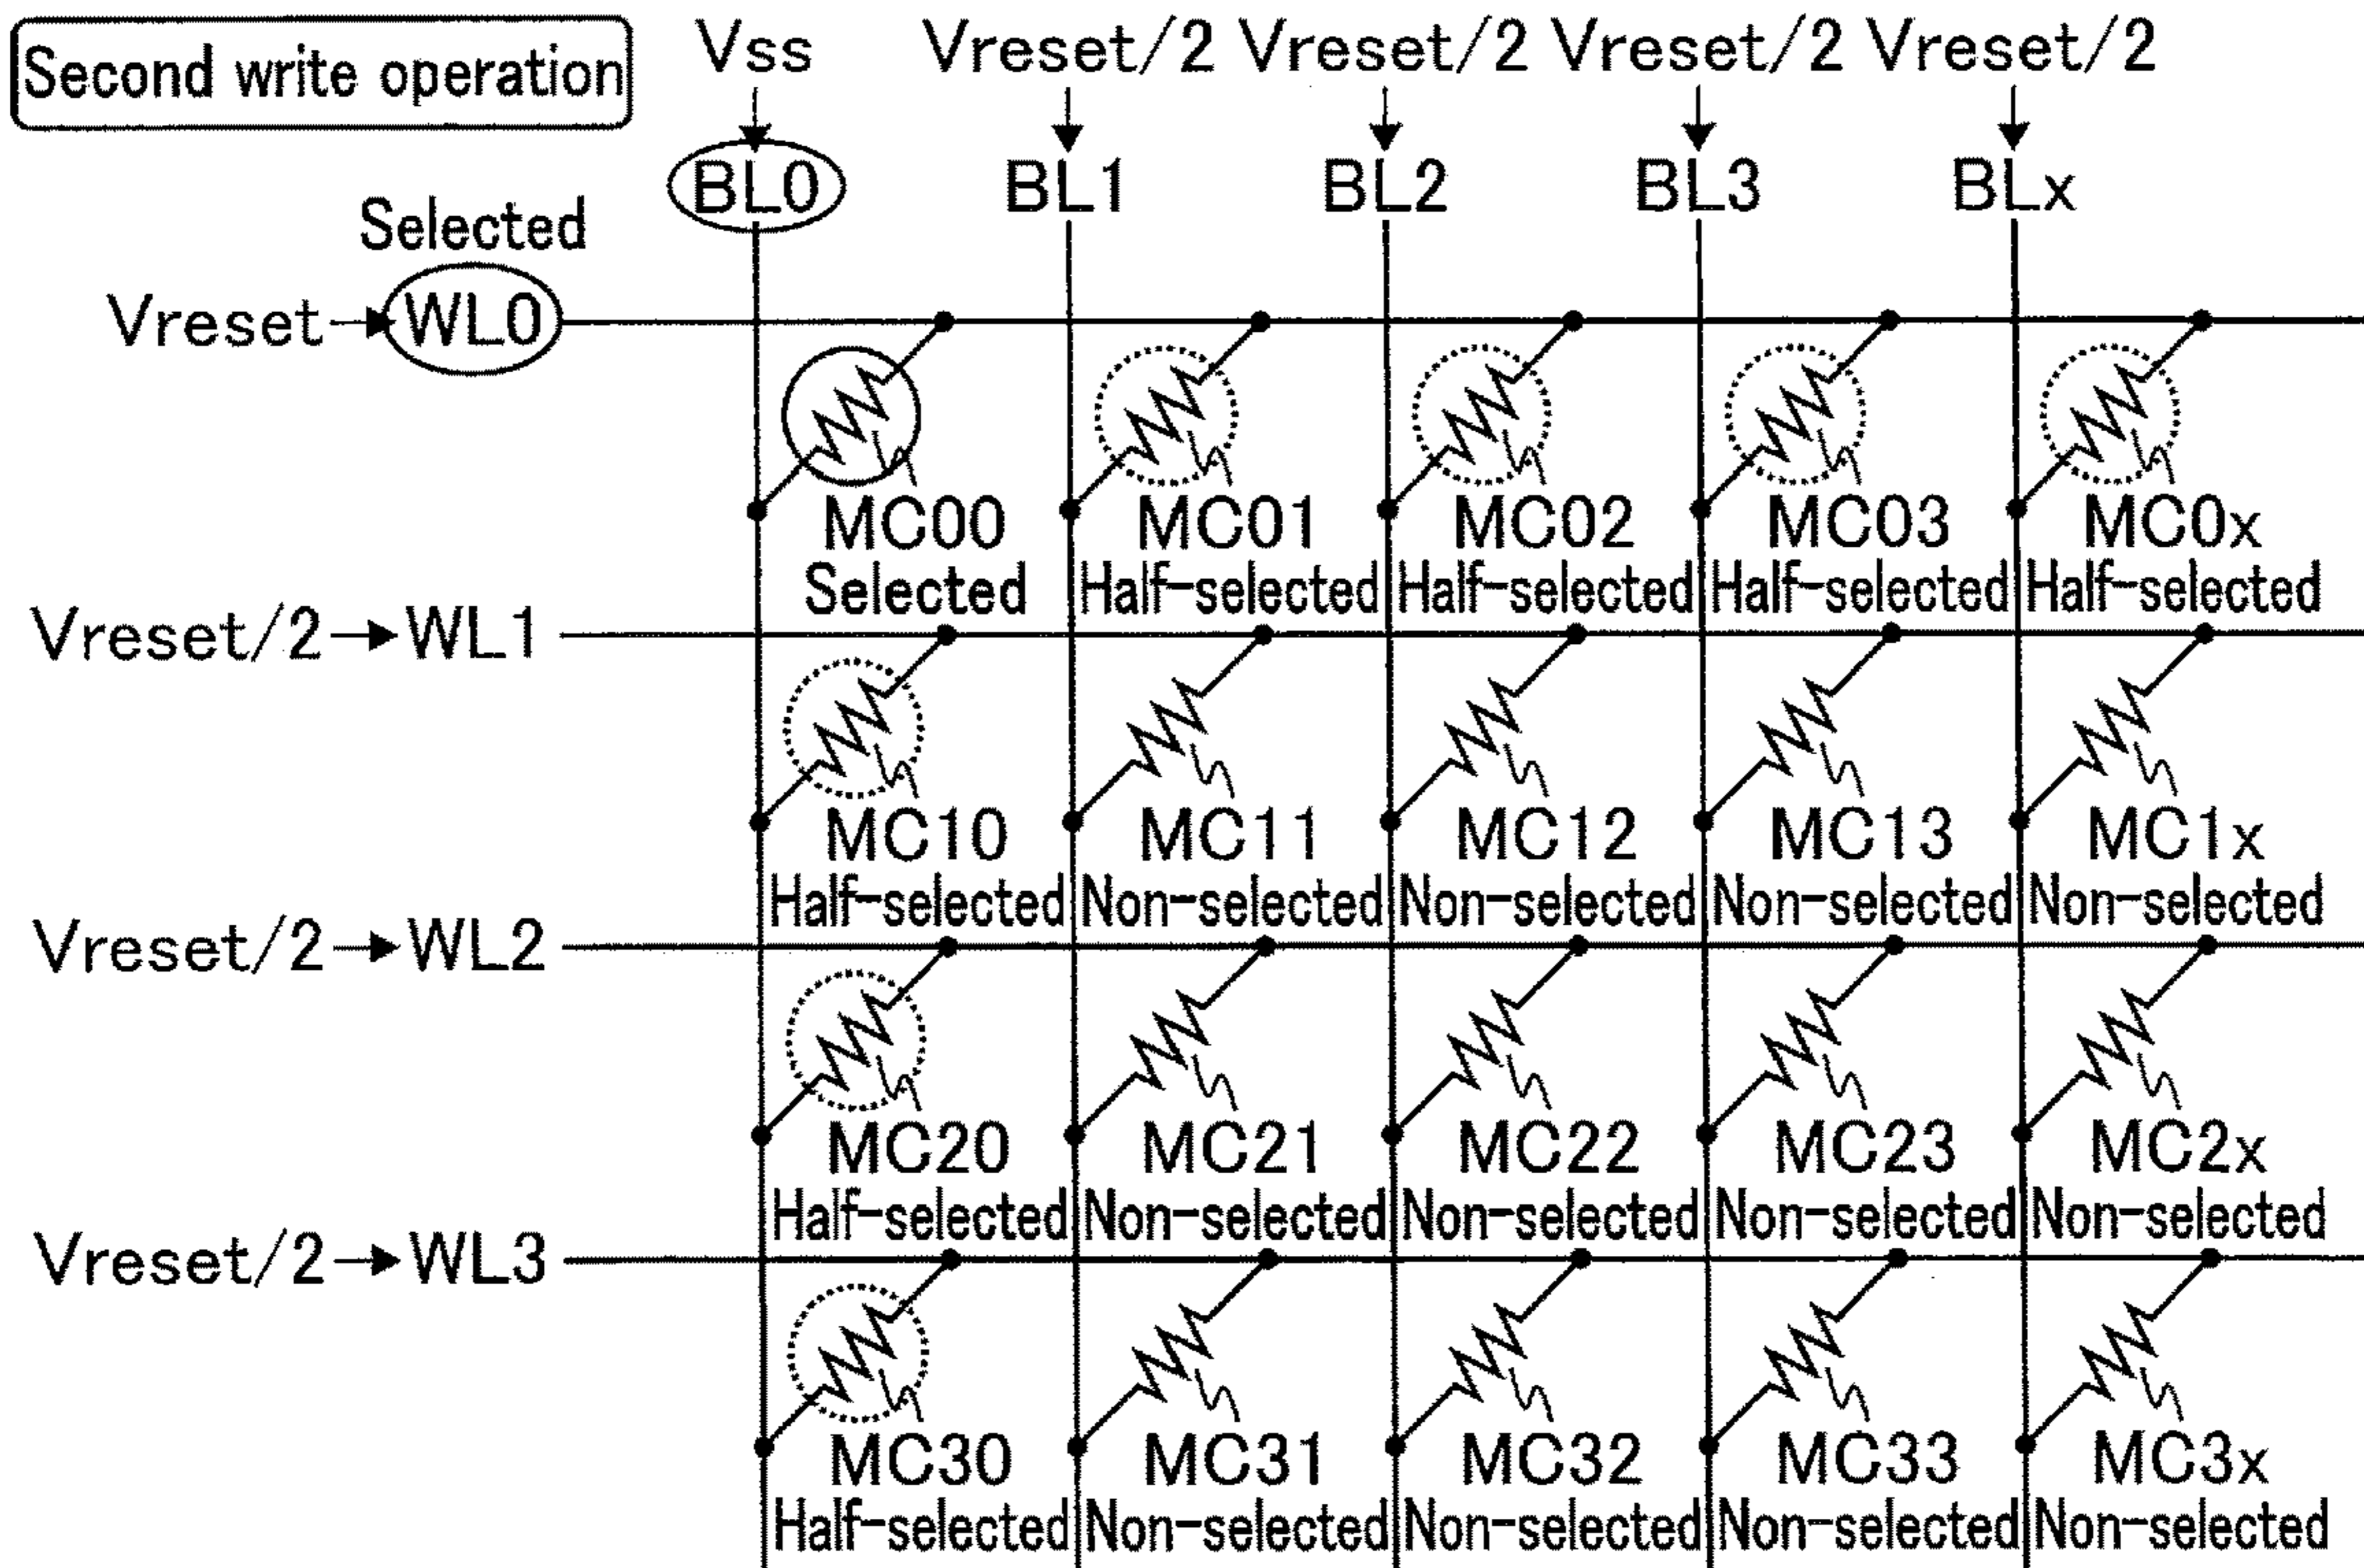 Second write operation
Vss Vreset/2 Vreset/2 Vreset/2 Vreset/2
BL0 BL1 BL2 BL3 BLx
Selected
Vreset WL0
MC00 MC01 MC02 MC03 MC0x
Selected Half-selected Half-selected Half-selected Half-selected
Vreset/2 WL1
MC10 MC11 MC12 MC13 MC1x
Half-selected Non-selected Non-selected Non-selected Non-selected
Vreset/2 WL2
MC20 MC21 MC22 MC23 MC2x
Half-selected Non-selected Non-selected Non-selected Non-selected
Vreset/2 WL3
MC30 MC31 MC32 MC33 MC3x
Half-selected Non-selected Non-selected Non-selected Non-selected